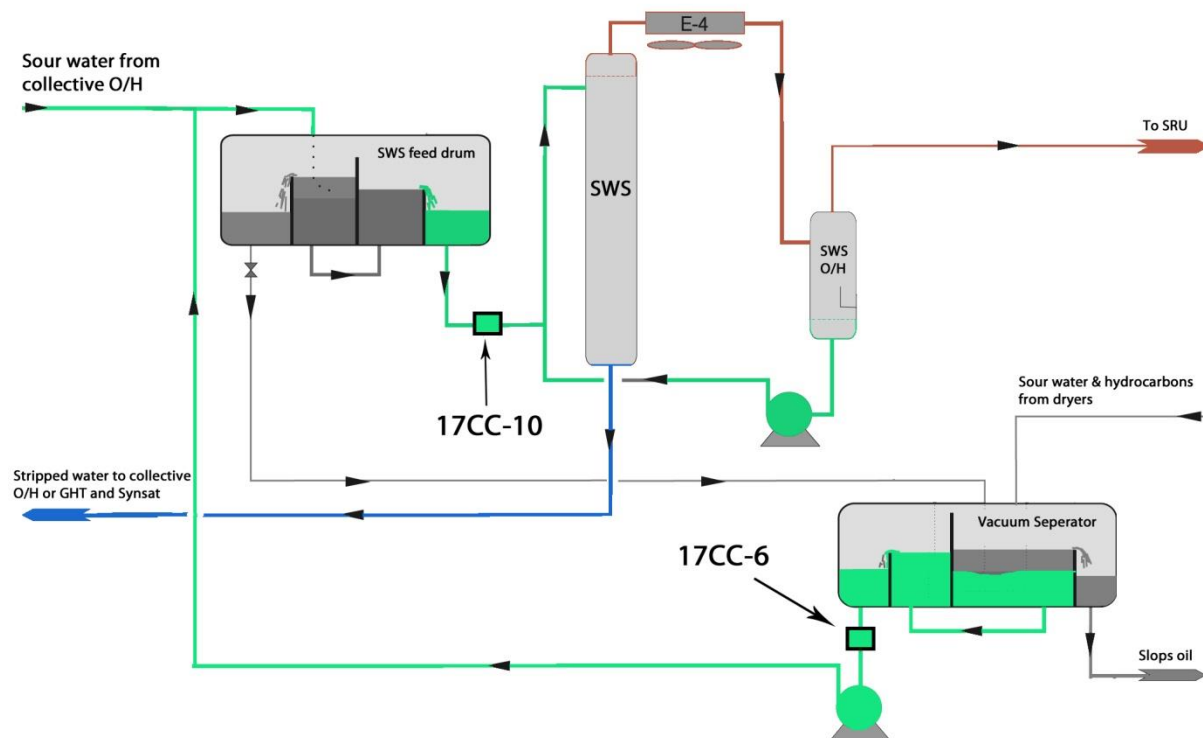 E-4
Sour water from
collective O/H
To SRU
SWS feed drum
SWS
SWS
O/H
Sour water & hydrocarbons
from dryers
17CC-10
Stripped water to collective
O/H or GHT and Synsat
Vacuum Seperator
17CC-6
Slops oil